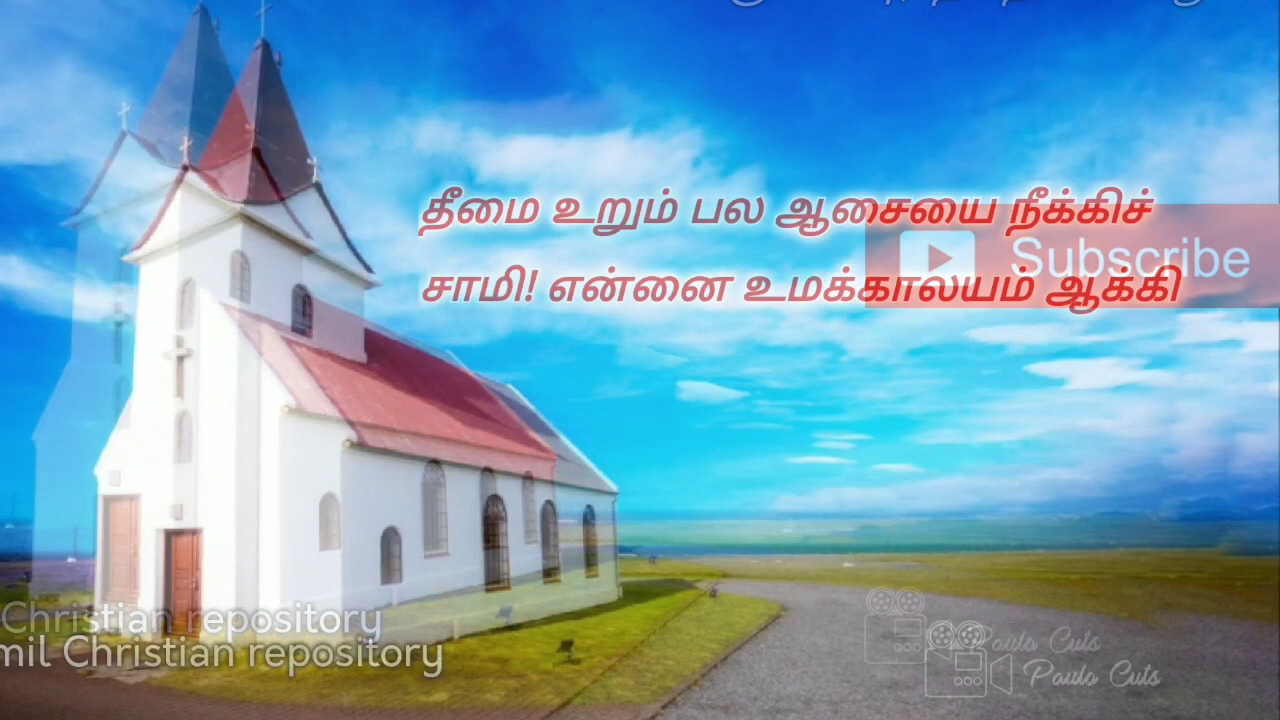 தீமை உறும் பல ஆசையை நீக்கிச்
Subscribe
சாமி! என்னை உமக்காலயம் ஆக்கி
Christian repository
mil Christian repository
Paulo Cuts
Paulo Cuts